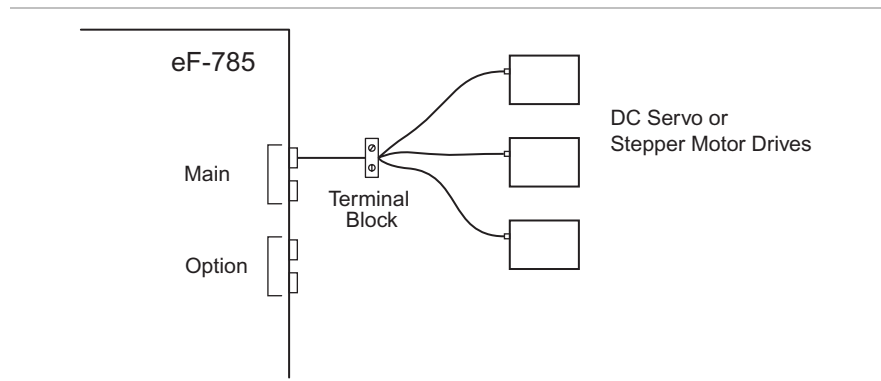 eF-785
Main
Option
Terminal
Block
DC Servo or
Stepper Motor Drives